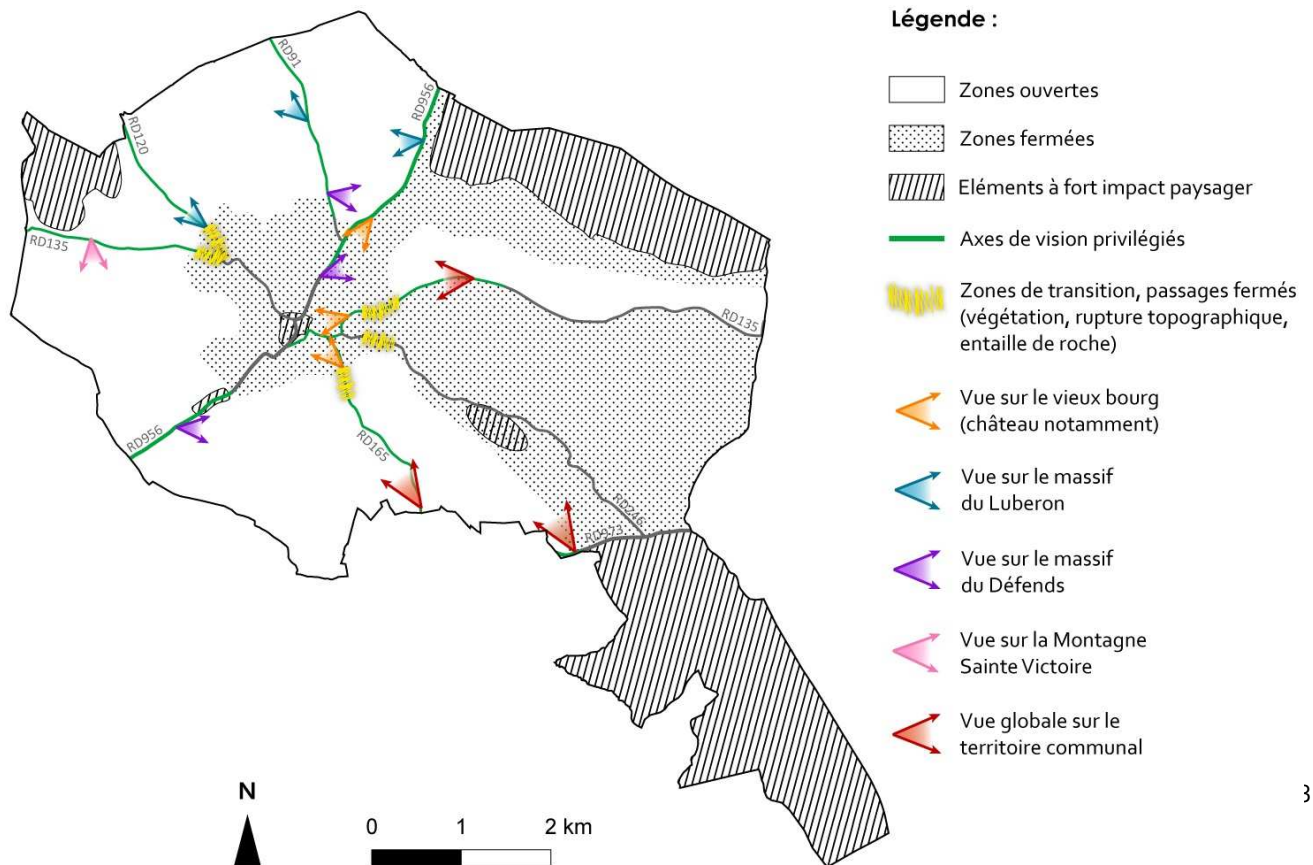 Légende :
Zones ouvertes
Zones fermées
Eléments à fort impact paysager
Axes de vision privilégiés
Zones de transition, passages fermés
(végétation, rupture topographique,
entaille de roche)
Vue sur le vieux bourg
(château notamment)
Vue sur le massif
du Luberon
Vue sur le massif
du Défends
Vue sur la Montagne
Sainte Victoire
Vue globale sur le
territoire communal
RD91
RD956
RD120
RD135
RD135
RD956
RD165
RD246
RD973
N
0 1 2 km
3